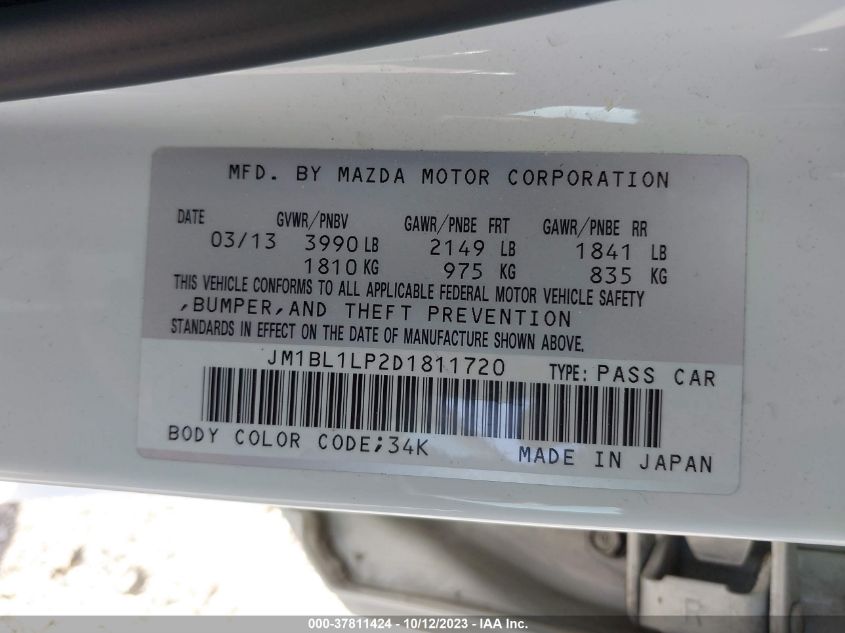 MFD. BY MAZDA MOTOR CORPORATION
DATE GVWR/PNBV GAWR/PNBE FRT GAWR/PNBE RR
03/13 3990 LB 2149 LB 1841 LB
1810 KG 975 KG 835 KG
THIS VEHICLE CONFORMS TO ALL APPLICABLE FEDERAL MOTOR VEHICLE SAFETY
,BUMPER,AND THEFT PREVENTION
STANDARDS IN EFFECT ON THE DATE OF MANUFACTURE SHOWN ABOVE.
JM1BL1LP2D1811720 TYPE: PASS CAR
BODY COLOR CODE;34K MADE IN JAPAN
R
000-37811424 - 10/12/2023 - IAA Inc.